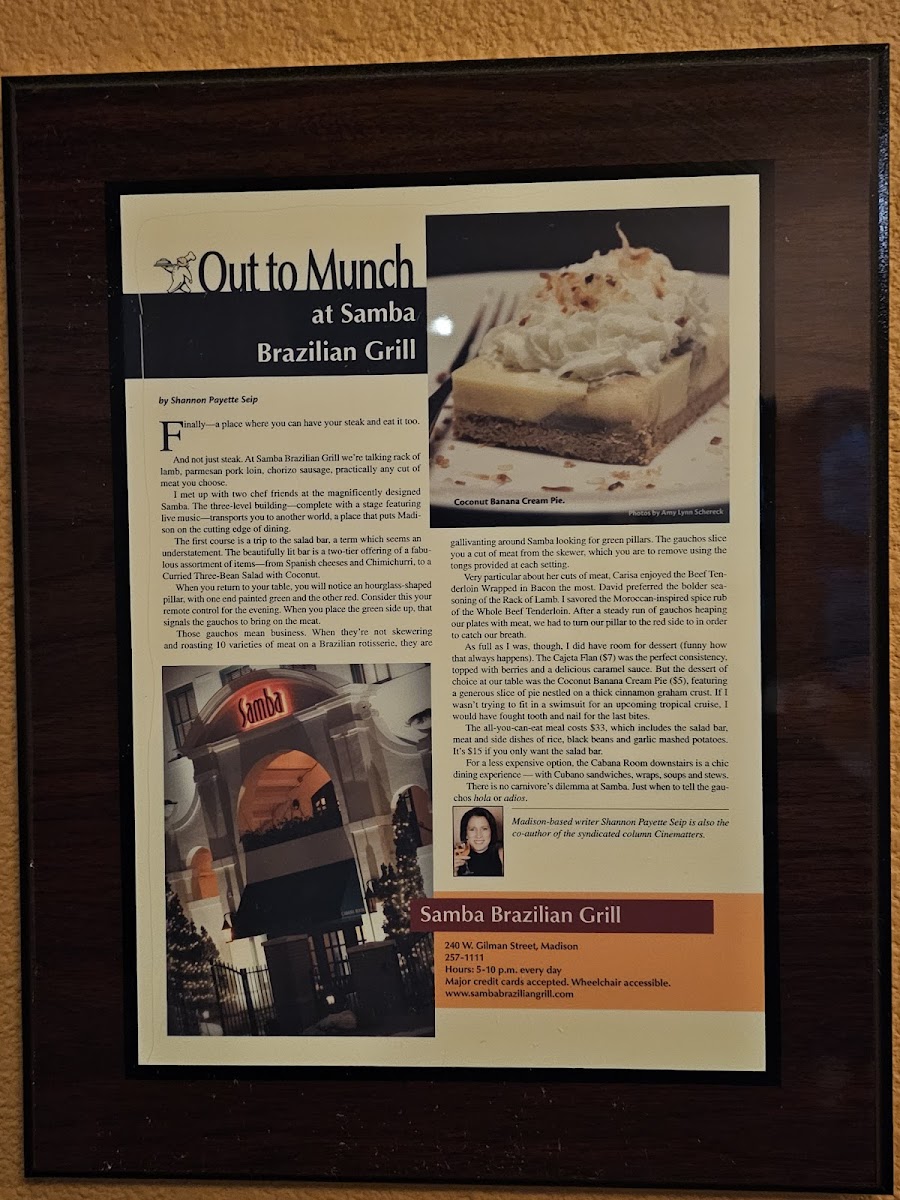 Out to Munch
at Samba
Brazilian Grill
by Shannon Payette Seip
Finally—a place where you can have your steak and eat it too.
And not just steak. At Samba Brazilian Grill we're talking rack of
lamb, parmesan pork loin, chorizo sausage, practically any cut of
meat you choose.
I met up with two chef friends at the magnificently designed
Samba. The three-level building—complete with a stage featuring
live music—transports you to another world, a place that puts Madi-
son on the cutting edge of dining.
The first course is a trip to the salad bar, a term which seems an
understatement. The beautifully lit bar is a two-tier offering of a fabu-
lous assortment of items—from Spanish cheeses and Chimichurri, to a
Curried Three-Bean Salad with Coconut.
When you return to your table, you will notice an hourglass-shaped
pillar, with one end painted green and the other red. Consider this your
remote control for the evening. When you place the green side up, that
signals the gauchos to bring on the meat.
Those gauchos mean business. When they're not skewering
and roasting 10 varieties of meat on a Brazilian rotisserie, they are
Samba
Coconut Banana Cream Pie.
Photos by Amy Lynn Schereck
gallivanting around Samba looking for green pillars. The gauchos slice
you a cut of meat from the skewer, which you are to remove using the
tongs provided at each setting.
Very particular about her cuts of meat, Carisa enjoyed the Beef Ten-
derloin Wrapped in Bacon the most. David preferred the bolder sea-
soning of the Rack of Lamb. I savored the Moroccan-inspired spice rub
of the Whole Beef Tenderloin. After a steady run of gauchos heaping
our plates with meat, we had to turn our pillar to the red side to in order
to catch our breath.
As full as I was, though, I did have room for dessert (funny how
that always happens). The Cajeta Flan ($7) was the perfect consistency,
topped with berries and a delicious caramel sauce. But the dessert of
choice at our table was the Coconut Banana Cream Pie ($5), featuring
a generous slice of pie nestled on a thick cinnamon graham crust. If I
wasn't trying to fit in a swimsuit for an upcoming tropical cruise, I
would have fought tooth and nail for the last bites.
The all-you-can-eat meal costs $33, which includes the salad bar,
meat and side dishes of rice, black beans and garlic mashed potatoes.
It's $15 if you only want the salad bar.
For a less expensive option, the Cabana Room downstairs is a chic
dining experience — with Cubano sandwiches, wraps, soups and stews.
There is no carnivore's dilemma at Samba. Just when to tell the gau-
chos hola or adios.
Madison-based writer Shannon Payette Seip is also the
co-author of the syndicated column Cinematters.
Samba Brazilian Grill
240 W. Gilman Street, Madison
257-1111
Hours: 5-10 p.m. every day
Major credit cards accepted. Wheelchair accessible.
www.sambabraziliangrill.com